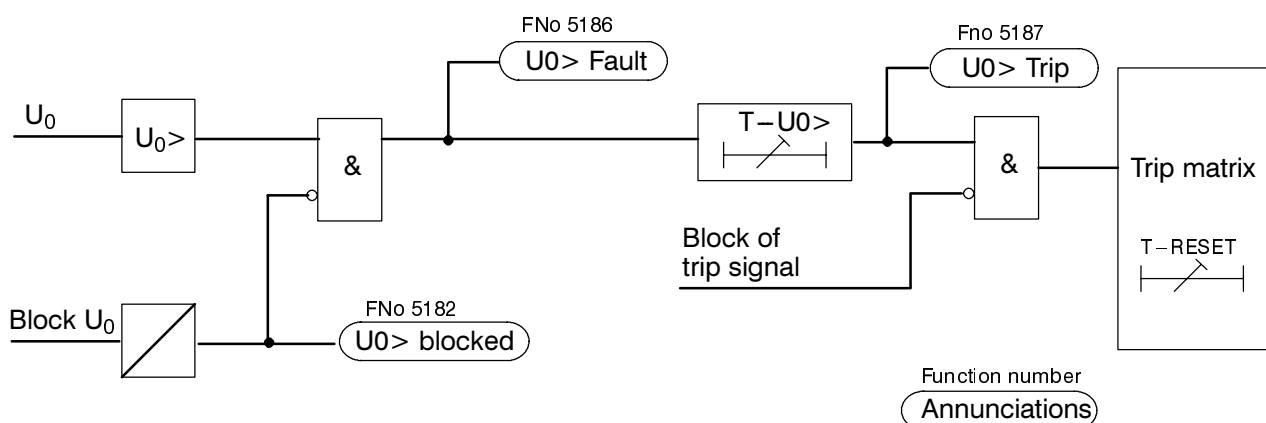 FNo 5186
U0> Fault
Fno 5187
U0> Trip
U₀
U₀>
&
T–U0>
&
Trip matrix
T–RESET
Block of
trip signal
Block U₀
FNo 5182
U0> blocked
Function number
Annunciations